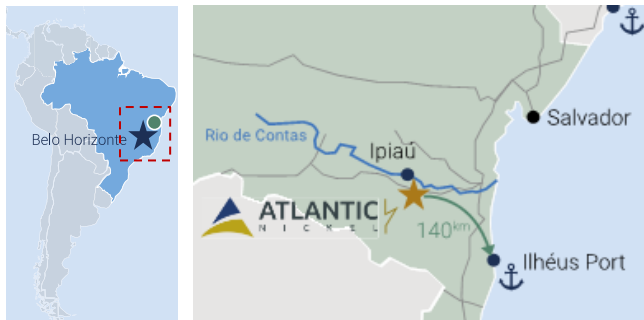 Belo Horizonte
Salvador
Rio de Contas
Ipiaú
ATLANTIC
NICKEL
140km
Ilhéus Port